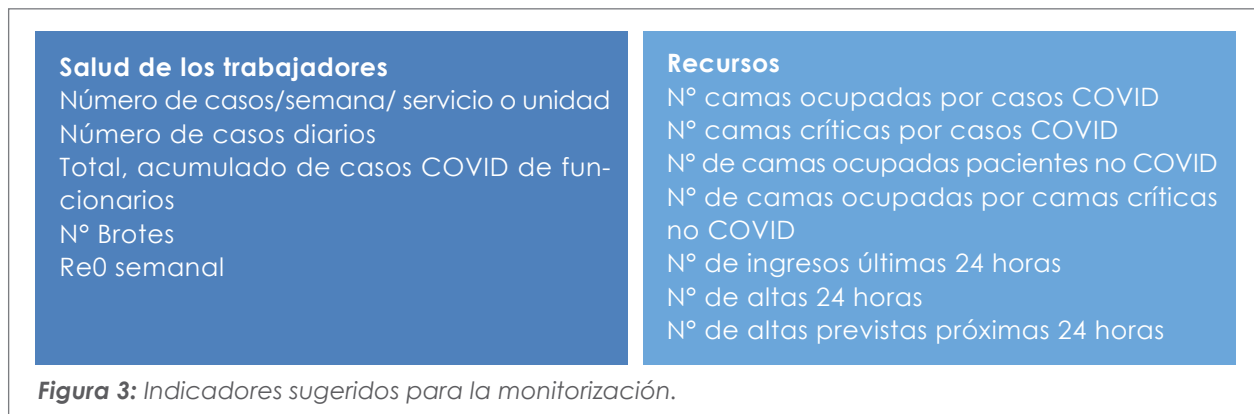 Salud de los trabajadores
Número de casos/semana/ servicio o unidad
Número de casos diarios
Total, acumulado de casos COVID de fun-
cionarios
N° Brotes
Re0 semanal
Recursos
N° camas ocupadas por casos COVID
N° camas críticas por casos COVID
N° de camas ocupadas pacientes no COVID
N° de camas ocupadas por camas críticas
no COVID
N° de ingresos últimas 24 horas
N° de altas 24 horas
N° de altas previstas próximas 24 horas
Figura 3: Indicadores sugeridos para la monitorización.